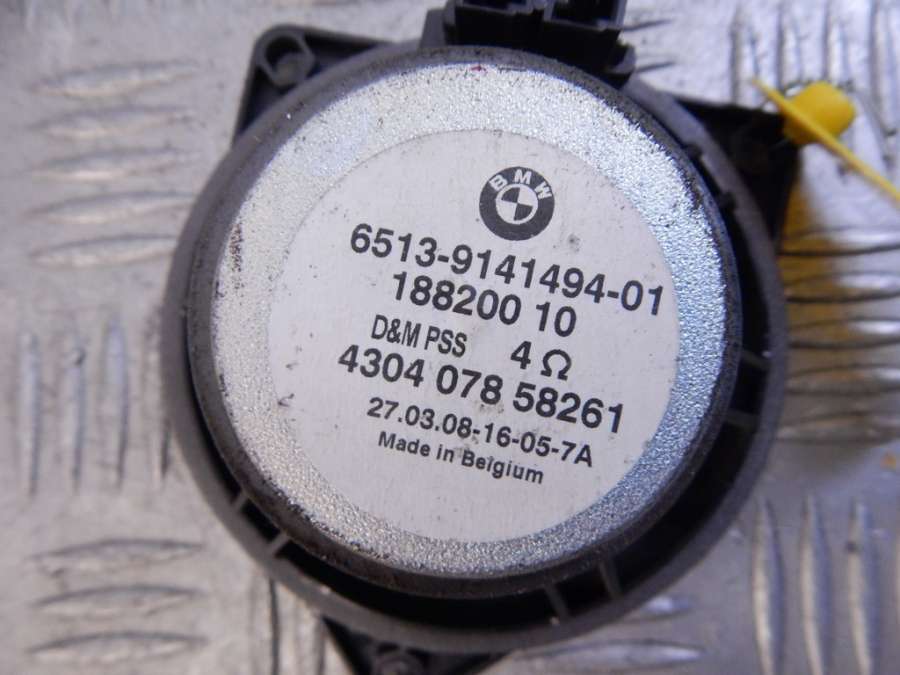 BMW
6513-9141494-01
188200 10
D&M PSS 4Ω
4304 078 58261
27.03.08-16-05-7A
Made in Belgium